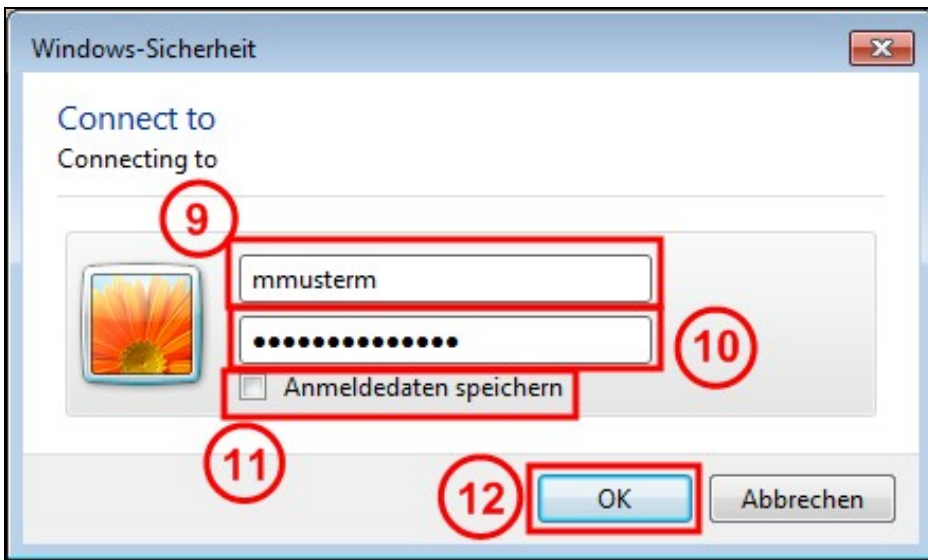 Windows-Sicherheit
Connect to
Connecting to
9
mmusterm
••••••••••••••
10
Anmeldedaten speichern
11
12
OK
Abbrechen